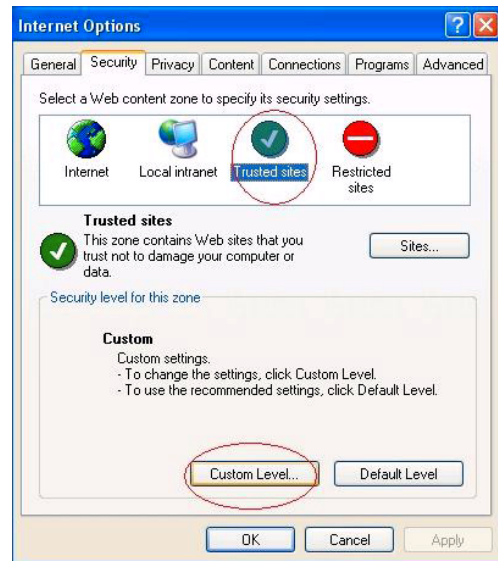 Internet Options
General Security Privacy Content Connections Programs Advanced
Select a Web content zone to specify its security settings.
Internet Local intranet Trusted sites Restricted
sites
Trusted sites
This zone contains Web sites that you
trust not to damage your computer or
data.
Sites...
Security level for this zone
Custom
Custom settings.
- To change the settings, click Custom Level.
- To use the recommended settings, click Default Level.
Custom Level... Default Level
OK Cancel Apply